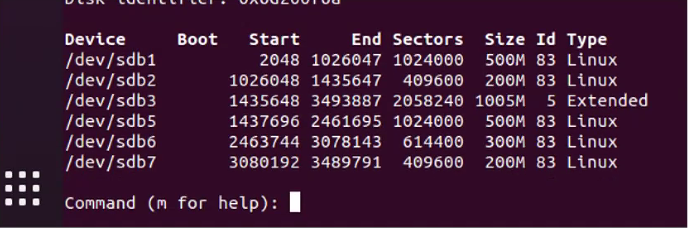 Disk identifier:
Device Boot Start End Sectors Size Id Type
/dev/sdb1 2048 1026047 1024000 500M 83 Linux
/dev/sdb2 1026048 1435647 409600 200M 83 Linux
/dev/sdb3 1435648 3493887 2058240 1005M 5 Extended
/dev/sdb5 1437696 2461695 1024000 500M 83 Linux
/dev/sdb6 2463744 3078143 614400 300M 83 Linux
/dev/sdb7 3080192 3489791 409600 200M 83 Linux
Command (m for help):